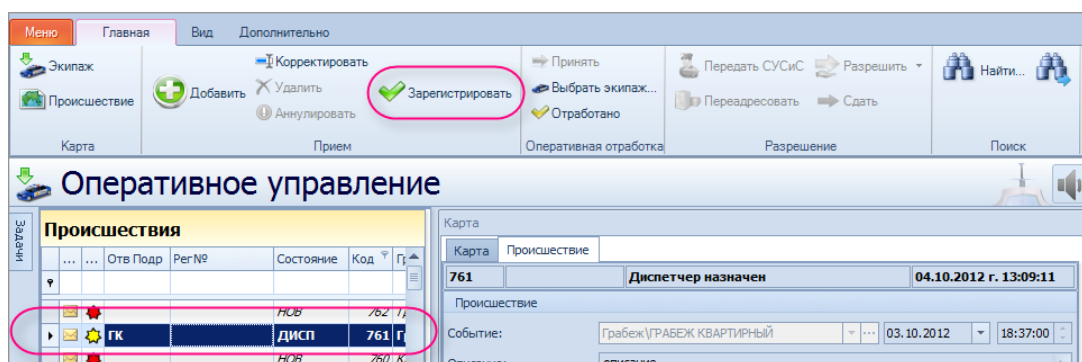 Меню Главная Вид Дополнительно
Экипаж Корректировать Принять Передать СУСиС Разрешить
Добавить Удалить Зарегистрировать Выбрать экипаж... Найти...
Происшествие Аннулировать Отработано Переадресовать Сдать
Карта Прием Оперативная отработка Разрешение Поиск
Оперативное управление
Задачи
Происшествия
... ... Отв Подр Рег№ Состояние Код
НОВ 762
ГК ДИСП 761
НОВ 760
Карта
Карта Происшествие
761 Диспетчер назначен 04.10.2012 г. 13:09:11
Происшествие
Событие: Грабеж\ГРАБЕЖ КВАРТИРНЫЙ ... 03.10.2012 18:37:00